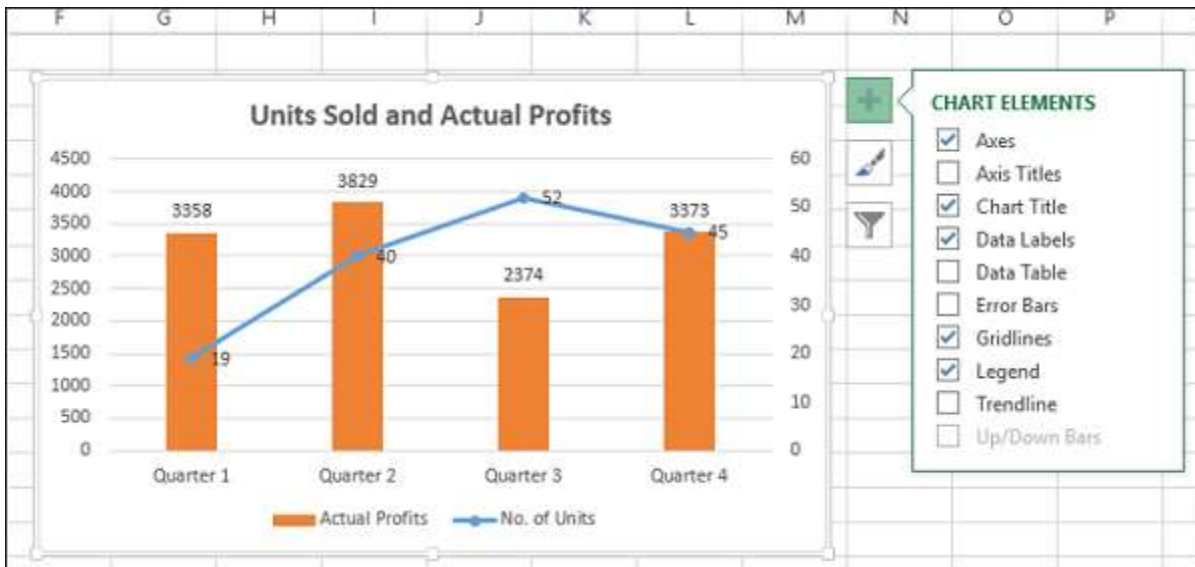 F G H I J K L M N O P
Units Sold and Actual Profits
4500 60
4000 50
3500 40
3000 30
2500 20
2000 10
1500 0
1000
500
0
3358 3829 2374 3373
19 40 52 45
Quarter 1 Quarter 2 Quarter 3 Quarter 4
Actual Profits No. of Units
CHART ELEMENTS
Axes
Axis Titles
Chart Title
Data Labels
Data Table
Error Bars
Gridlines
Legend
Trendline
Up/Down Bars